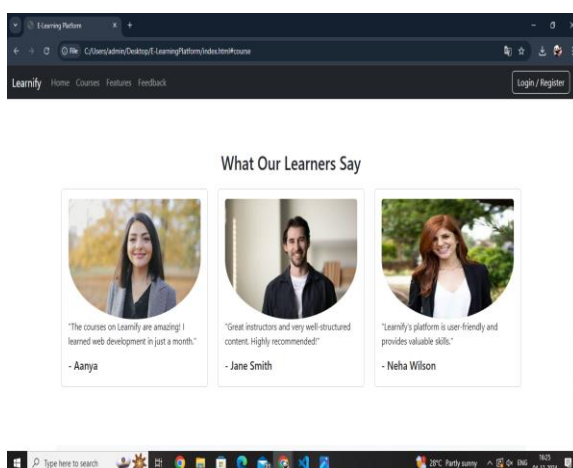 E-Learning Platform
File C:/Users/admin/Desktop/E-LearningPlatform/index.html#course
Learnify Home Courses Features Feedback Login / Register
What Our Learners Say
"The courses on Learnify are amazing! I
learned web development in just a month."
- Aanya
"Great instructors and very well-structured
content. Highly recommended!"
- Jane Smith
"Learnify's platform is user-friendly and
provides valuable skills."
- Neha Wilson
Type here to search
28°C Partly sunny ENG 1625